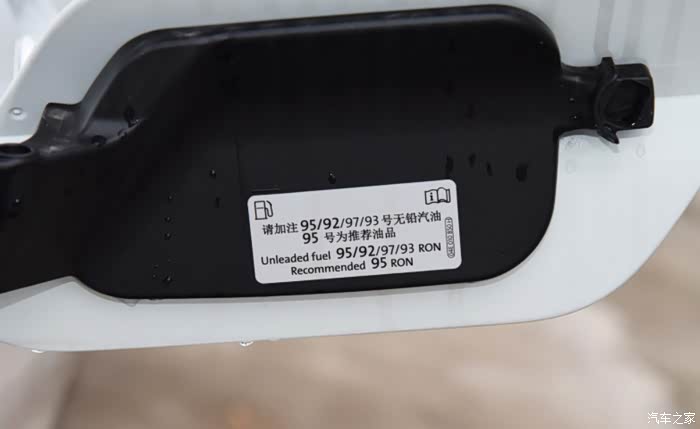 请加注 95/92/97/93 号无铅汽油
95 号为推荐油品
Unleaded fuel 95/92/97/93 RON
Recommended 95 RON
汽车之家